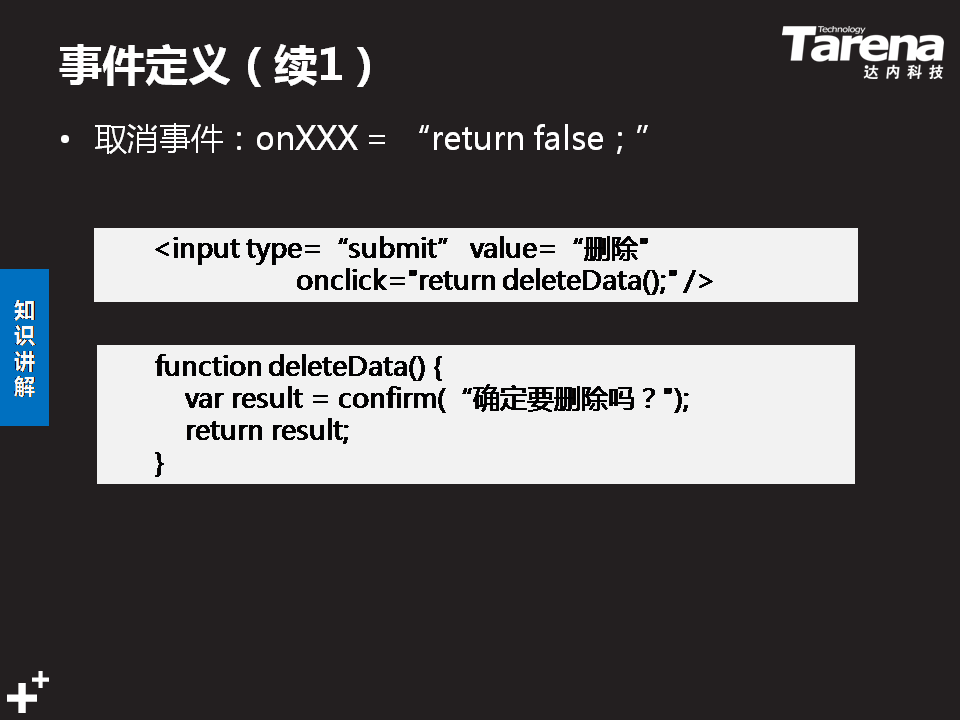 事件定义（续1）
Technology
Tarena
达内科技
• 取消事件：onXXX = “return false；”
<input type=“submit” value=“删除"
onclick="return deleteData();" />
知识讲解
function deleteData() {
var result = confirm(“确定要删除吗？");
return result;
}